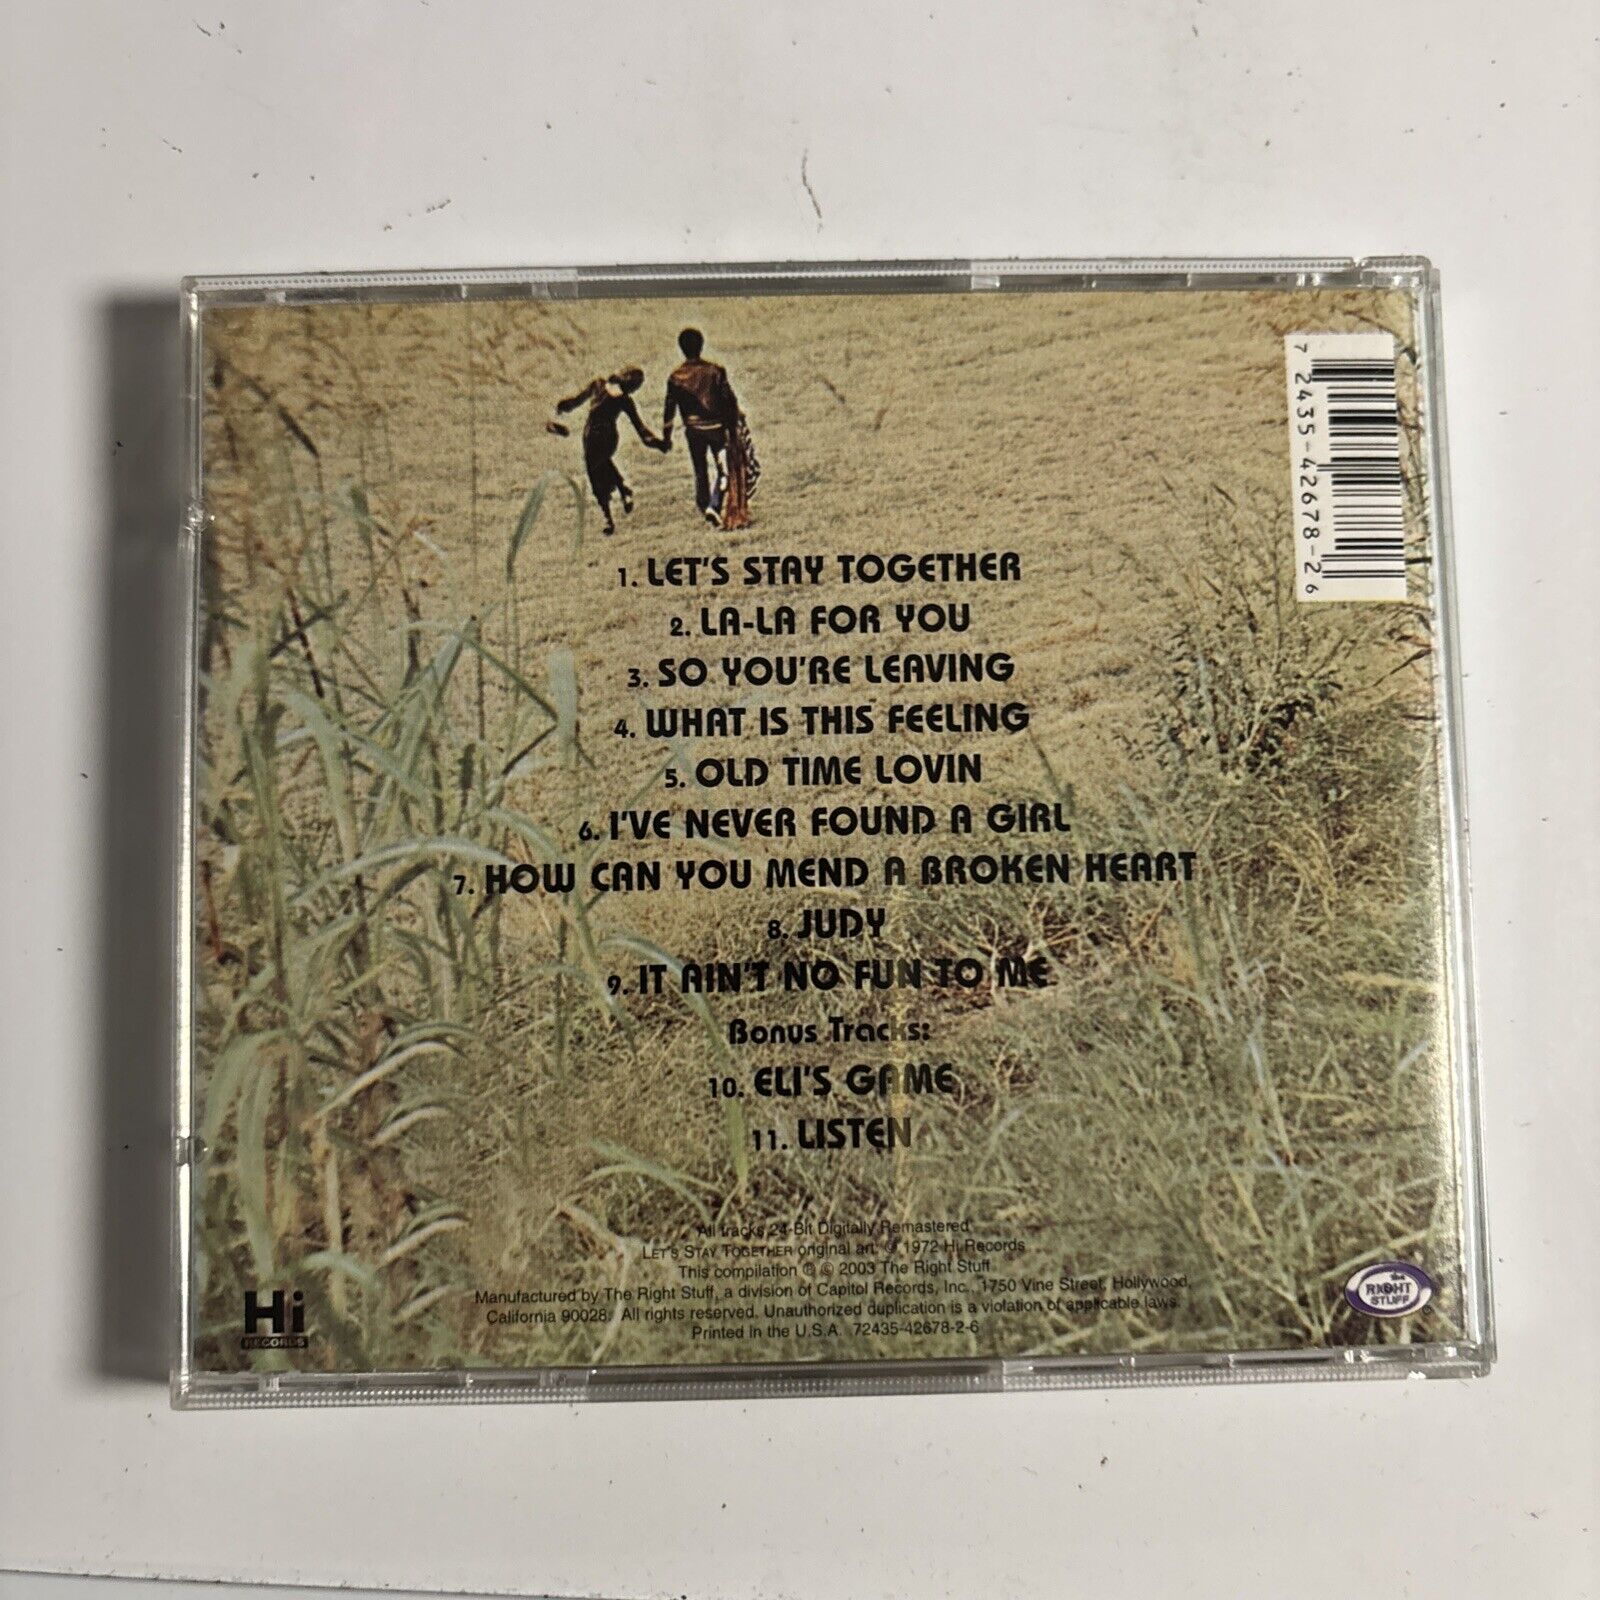 7 24435-42678-26
1. LET'S STAY TOGETHER
2. LA-LA FOR YOU
3. SO YOU'RE LEAVING
4. WHAT IS THIS FEELING
5. OLD TIME LOVIN
6. I'VE NEVER FOUND A GIRL
7. HOW CAN YOU MEND A BROKEN HEART
8. JUDY
9. IT AIN'T NO FUN TO ME
Bonus Tracks:
10. ELI'S GAME
11. LISTEN
All tracks 24-Bit Digitally Remastered
LET'S STAY TOGETHER original art: ℗ 1972 Hi Records
This compilation ℗ © 2003 The Right Stuff
Manufactured by The Right Stuff, a division of Capitol Records, Inc., 1750 Vine Street, Hollywood,
California 90028. All rights reserved. Unauthorized duplication is a violation of applicable laws.
Printed in the U.S.A. 72435-42678-2-6
Hi
RECORDS
the
RIGHT
STUFF